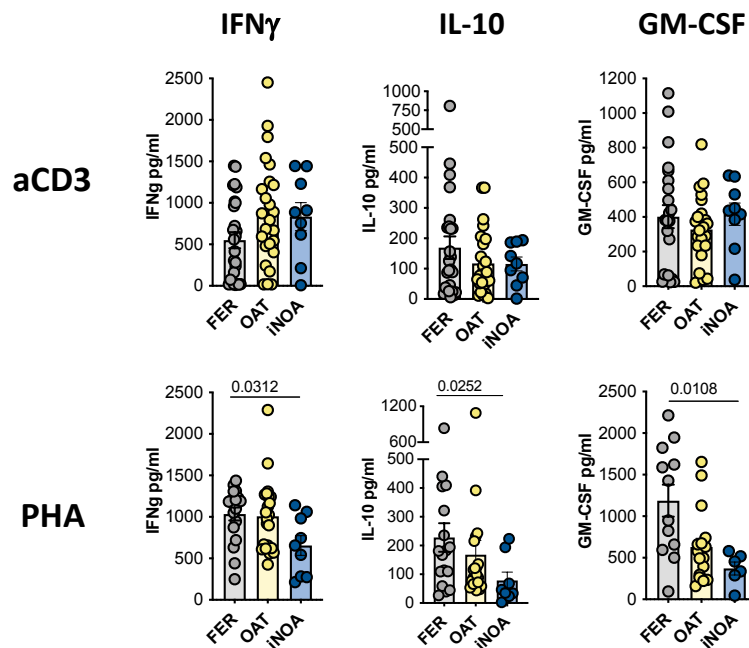 IFNγ IL-10 GM-CSF
aCD3
IFNg pg/ml
2500
2000
1500
1000
500
0
FER OAT iNOA
IL-10 pg/ml
1000
500
400
300
200
100
0
FER OAT iNOA
GM-CSF pg/ml
1200
1000
800
600
400
200
0
FER OAT iNOA
PHA
IFNg pg/ml
2500
2000
1500
1000
500
0
0.0312
FER OAT iNOA
IL-10 pg/ml
1200
600
500
400
300
200
100
0
0.0252
FER OAT iNOA
GM-CSF pg/ml
2500
2000
1500
1000
500
0
0.0108
FER OAT iNOA